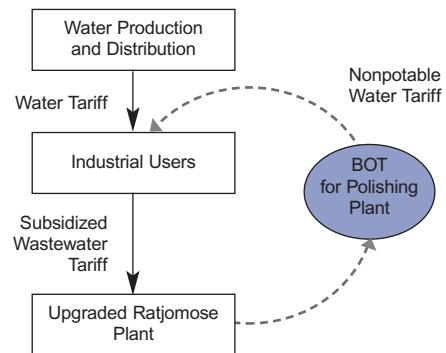 Water Production
and Distribution
Nonpotable
Water Tariff
Water Tariff
Industrial Users
BOT
for Polishing
Plant
Subsidized
Wastewater
Tariff
Upgraded Ratjomose
Plant